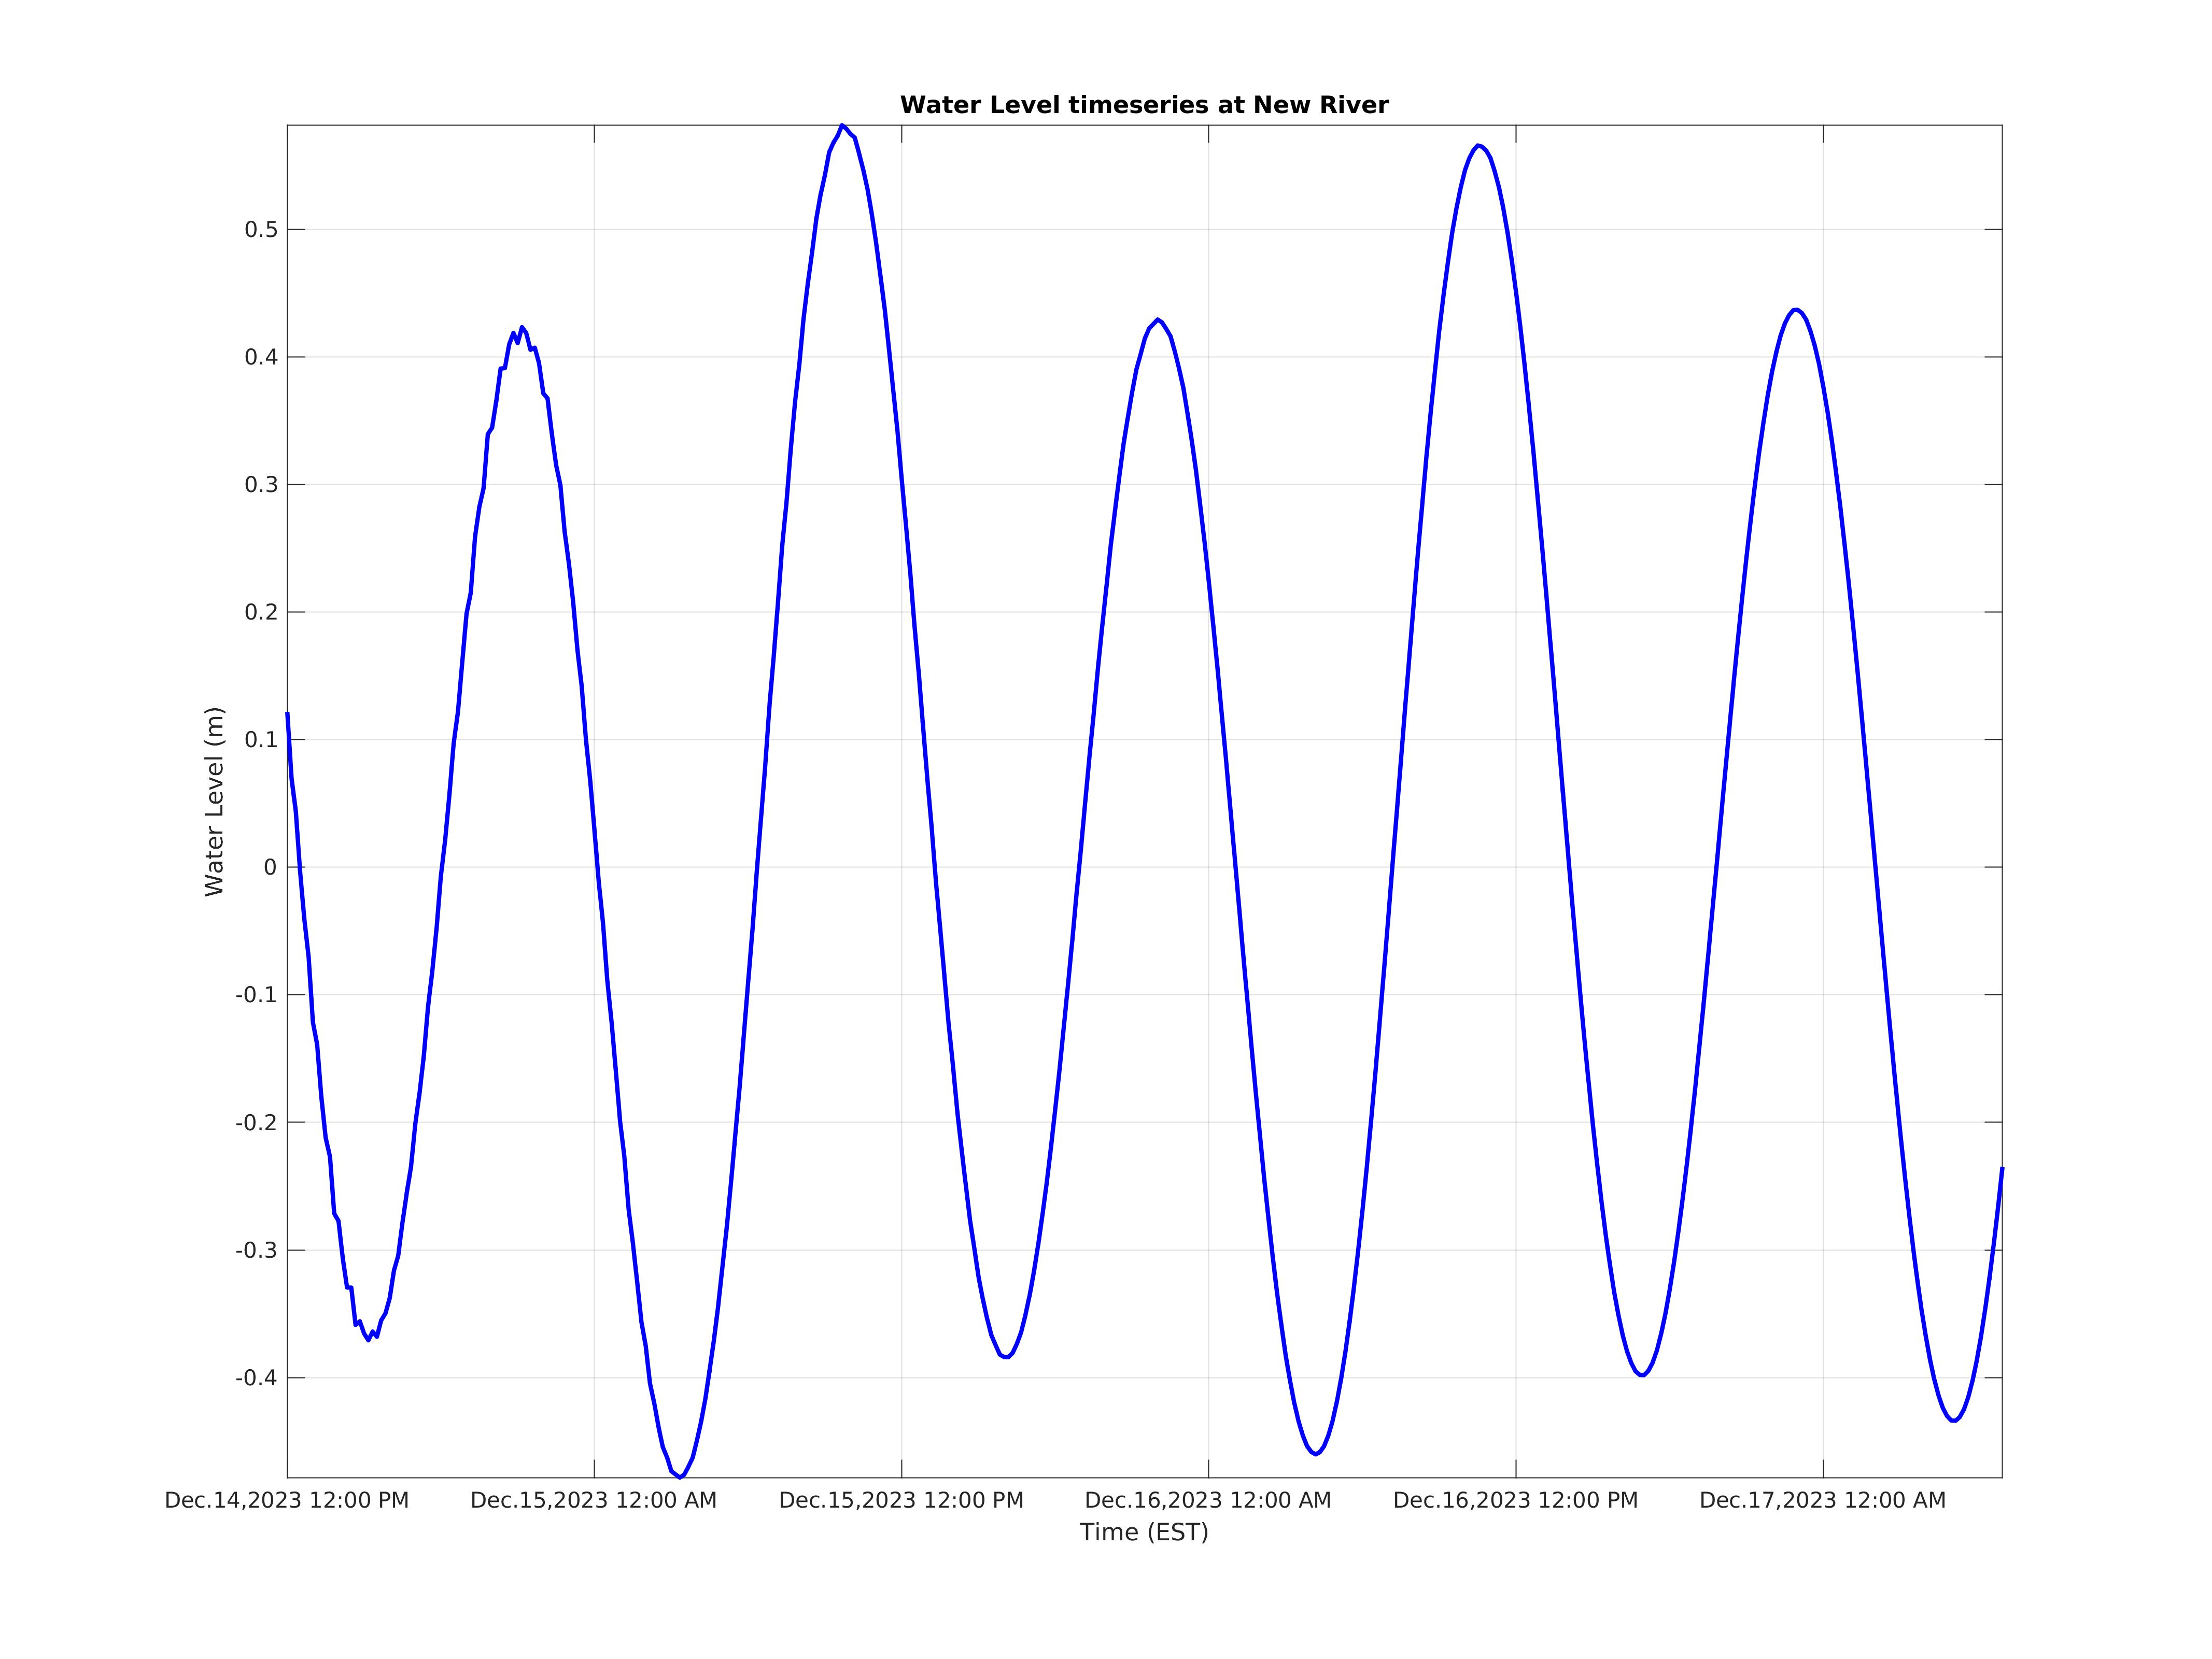 Water Level timeseries at New River
Water Level (m)
0.5
0.4
0.3
0.2
0.1
0
-0.1
-0.2
-0.3
-0.4
Dec.14,2023 12:00 PM Dec.15,2023 12:00 AM Dec.15,2023 12:00 PM Dec.16,2023 12:00 AM Dec.16,2023 12:00 PM Dec.17,2023 12:00 AM
Time (EST)